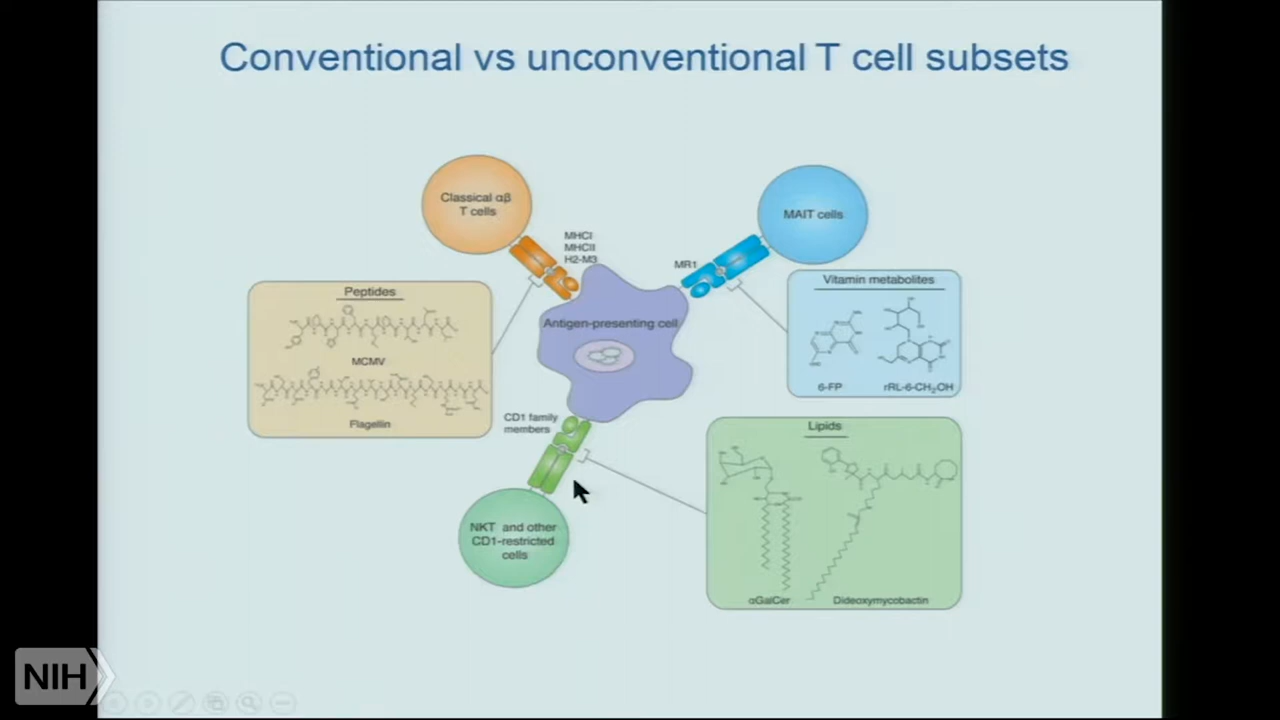 Conventional vs unconventional T cell subsets
Classical αβ
T cells
MHCI
MHCII
H2-M3
MR1
MAIT cells
Peptides
MCMV
Flagellin
Antigen-presenting cell
Vitamin metabolites
6-FP
rRL-6-CH₂OH
CD1 family
members
NKT and other
CD1-restricted
cells
Lipids
αGalCer
Dideoxymycobactin
NIH